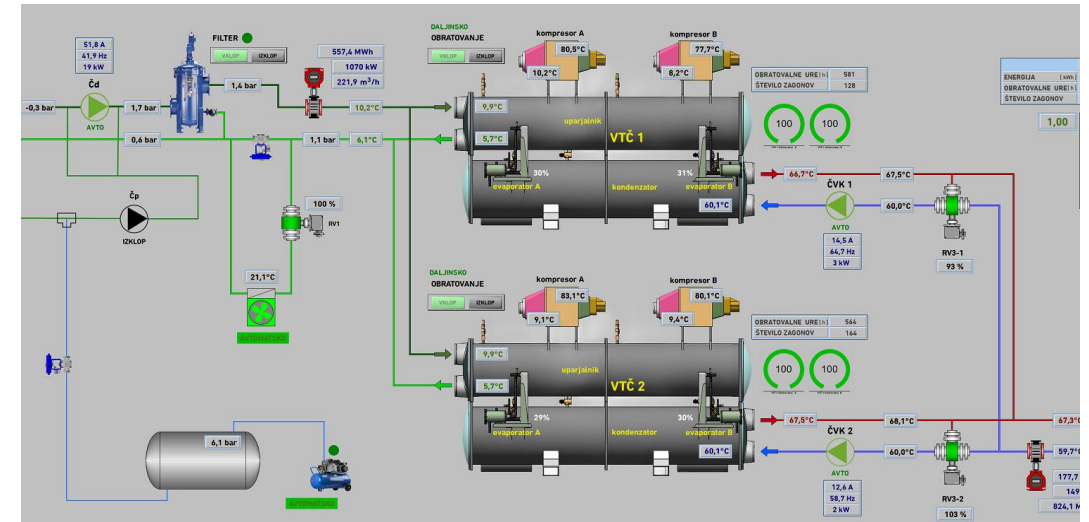 51,8 A
41,9 Hz
19 kW
Čd
AVTO
-0,3 bar
1,7 bar
0,6 bar
FILTER
VKLOP IZKLOP
1,4 bar
557,4 MWh
1070 kW
221,9 m³/h
10,2°C
1,1 bar
6,1°C
Čp
IZKLOP
100 %
RV1
21,1°C
AVTOMATSKO
6,1 bar
AVTOMATSKO
DALJINSKO
OBRATOVANJE
VKLOP IZKLOP
kompresor A
80,5°C
10,2°C
kompresor B
77,7°C
8,2°C
9,9°C
uparjalnik
5,7°C
VTČ 1
30%
31%
evaporator A
kondenzator
evaporator B
60,1°C
OBRATOVALNE URE[h] 581
ŠTEVILO ZAGONOV 128
100
100
66,7°C
67,5°C
ČVK 1
60,0°C
AVTO
14,5 A
64,7 Hz
3 kW
RV3-1
93 %
ENERGIJA [kWh]
OBRATOVALNE URE[h]
ŠTEVILO ZAGONOV
1,00
DALJINSKO
OBRATOVANJE
VKLOP IZKLOP
kompresor A
83,1°C
9,1°C
kompresor B
80,1°C
9,4°C
9,9°C
uparjalnik
5,7°C
VTČ 2
29%
30%
evaporator A
kondenzator
evaporator B
60,1°C
OBRATOVALNE URE[h] 564
ŠTEVILO ZAGONOV 164
100
100
67,5°C
68,1°C
67,3°C
ČVK 2
60,0°C
59,7°C
AVTO
12,6 A
58,7 Hz
2 kW
RV3-2
103 %
177,7
149
824,1 M